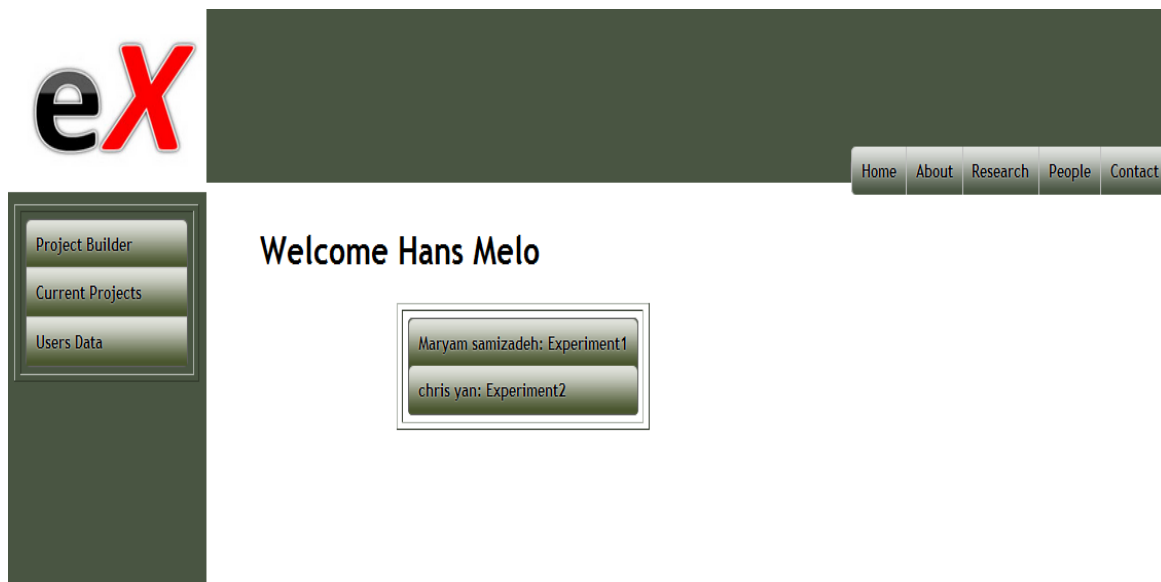 eX
Home About Research People Contact
Project Builder
Current Projects
Users Data
Welcome Hans Melo
Maryam samizadeh: Experiment1
chris yan: Experiment2